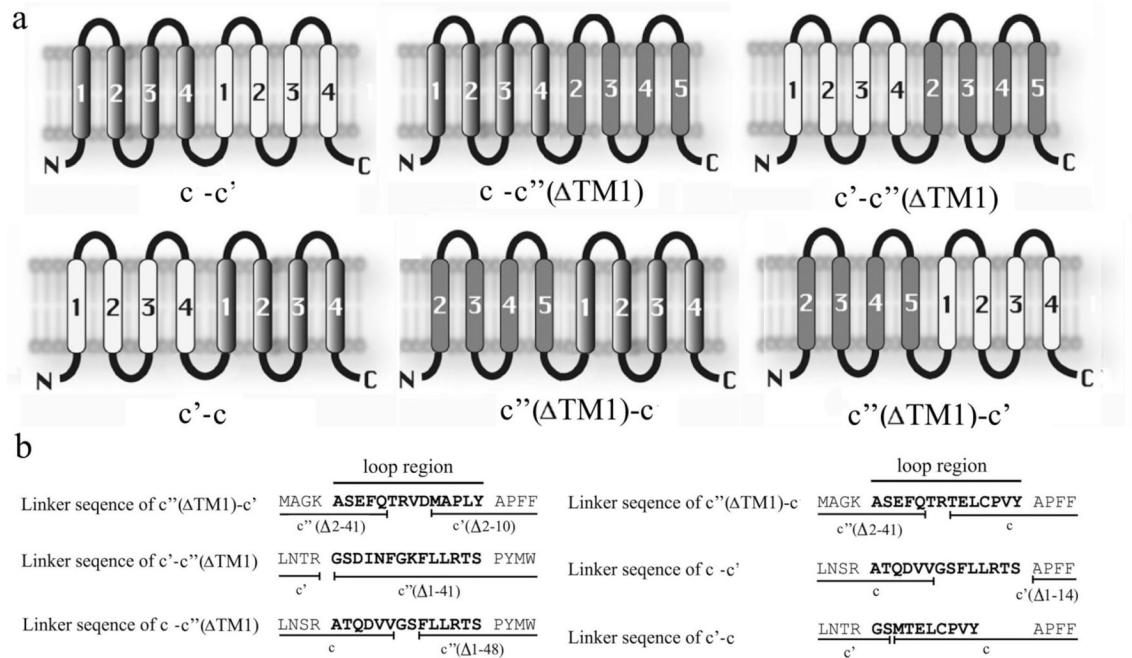 a
1 2 3 4 1 2 3 4
1 2 3 4 2 3 4 5
1 2 3 4 2 3 4 5
N C
N C
N C
c -c’
c -c’’(ΔTM1)
c’-c’’(ΔTM1)
1 2 3 4 1 2 3 4
2 3 4 5 1 2 3 4
2 3 4 5 1 2 3 4
N C
N C
N C
c’-c
c’’(ΔTM1)-c
c’’(ΔTM1)-c’
b
loop region
Linker seqence of c’’(ΔTM1)-c’ MAGK ASEFQTRVDMAPLY APFF
c’’(Δ2-41) c’(Δ2-10)
Linker seqence of c’-c’’(ΔTM1) LNTR GSDINFGKFLLRTS PYMW
c’ c’’(Δ1-41)
Linker seqence of c -c’’(ΔTM1) LNSR ATQDVVGSFLLRTS PYMW
c c’’(Δ1-48)
loop region
Linker seqence of c’’(ΔTM1)-c MAGK ASEFQTRTELCPVY APFF
c’’(Δ2-41) c
Linker seqence of c -c’ LNSR ATQDVVGSFLLRTS APFF
c c’(Δ1-14)
Linker seqence of c’-c LNTR GSMTELCPVY APFF
c’ c